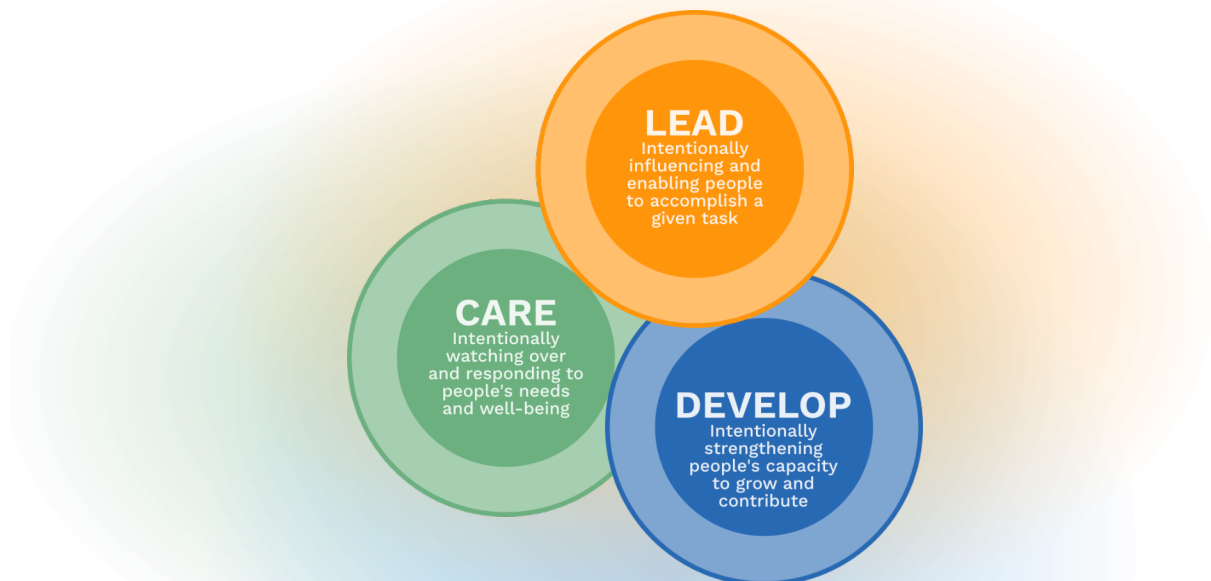 LEAD
Intentionally
influencing and
enabling people
to accomplish a
given task
CARE
Intentionally
watching over
and responding to
people's needs
and well-being
DEVELOP
Intentionally
strengthening
people's capacity
to grow and
contribute